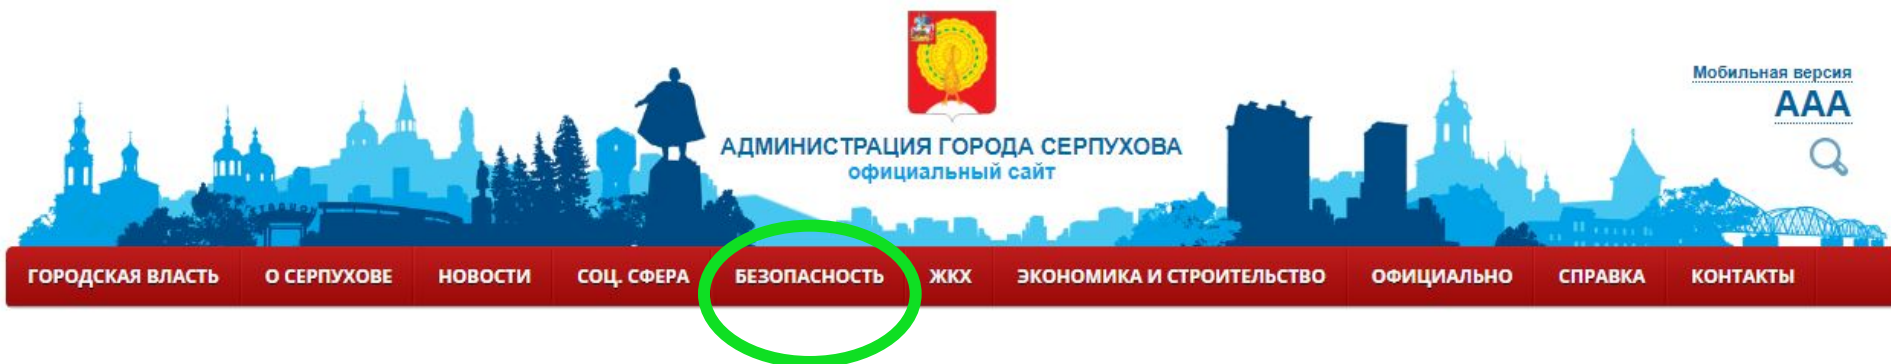 Мобильная версия
ААА
АДМИНИСТРАЦИЯ ГОРОДА СЕРПУХОВА
официальный сайт
ГОРОДСКАЯ ВЛАСТЬ О СЕРПУХОВЕ НОВОСТИ СОЦ. СФЕРА БЕЗОПАСНОСТЬ ЖКХ ЭКОНОМИКА И СТРОИТЕЛЬСТВО ОФИЦИАЛЬНО СПРАВКА КОНТАКТЫ